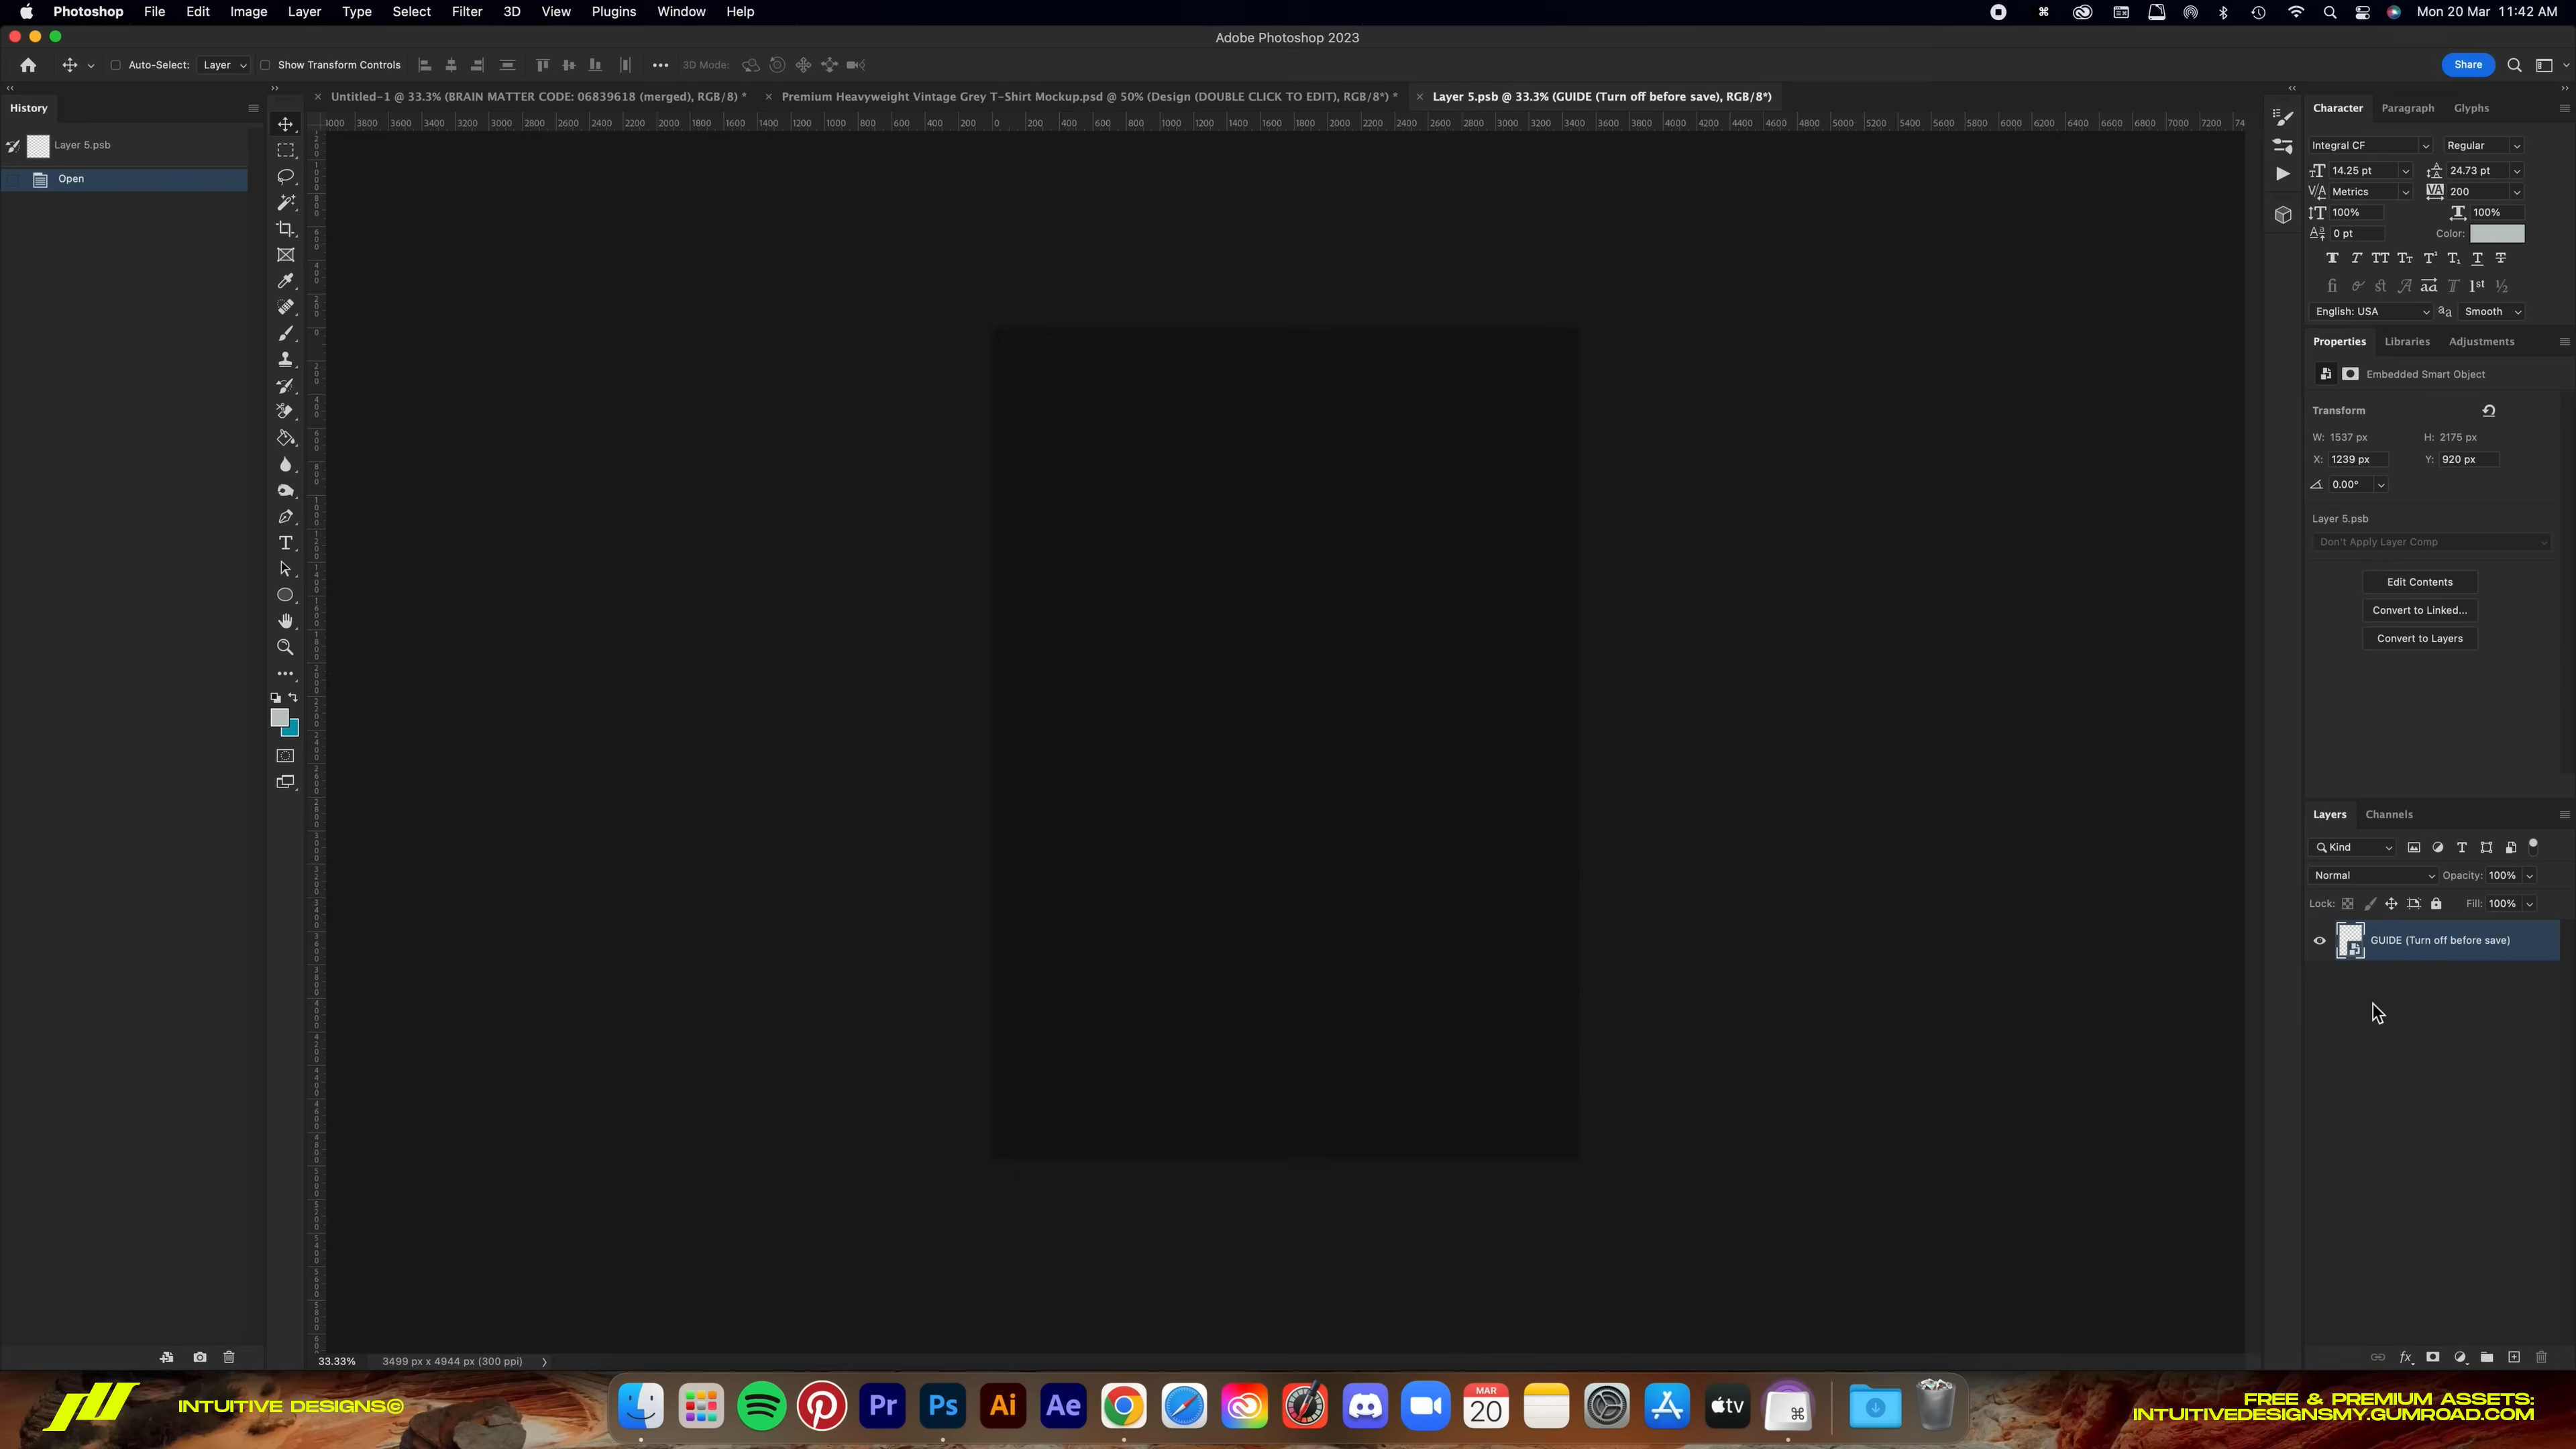 Photoshop File Edit Image Layer Type Select Filter 3D View Plugins Window Help Mon 20 Mar 11:42 AM
Adobe Photoshop 2023
Auto-Select: Layer Show Transform Controls 3D Mode: Share
History
Untitled-1 @ 33.3% (BRAIN MATTER CODE: 06839618 (merged), RGB/8) *
Premium Heavyweight Vintage Grey T-Shirt Mockup.psd @ 50% (Design (DOUBLE CLICK TO EDIT), RGB/8*) *
Layer 5.psb @ 33.3% (GUIDE (Turn off before save), RGB/8*)
Character Paragraph Glyphs
Layer 5.psb
Open
Integral CF Regular
14.25 pt 24.73 pt
Metrics 200
100% 100%
0 pt Color:
English: USA Smooth
Properties Libraries Adjustments
Embedded Smart Object
Transform
W: 1537 px H: 2175 px
X: 1239 px Y: 920 px
0.00°
Layer 5.psb
Don't Apply Layer Comp
Edit Contents
Convert to Linked...
Convert to Layers
Layers Channels
Kind
Normal Opacity: 100%
Lock: Fill: 100%
GUIDE (Turn off before save)
33.33% 3499 px x 4944 px (300 ppi)
INTUITIVE DESIGNS©
Pr Ps Ai Ae MAR 20 tv
FREE & PREMIUM ASSETS:
INTUITIVEDESIGNSMY.GUMROAD.COM